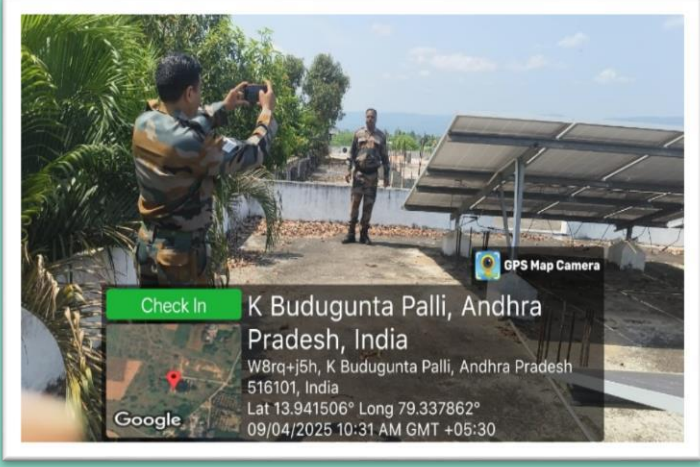 GPS Map Camera
Check In
K Budugunta Palli, Andhra
Pradesh, India
W8rq+j5h, K Budugunta Palli, Andhra Pradesh
516101, India
Lat 13.941506° Long 79.337862°
09/04/2025 10:31 AM GMT +05:30
Google